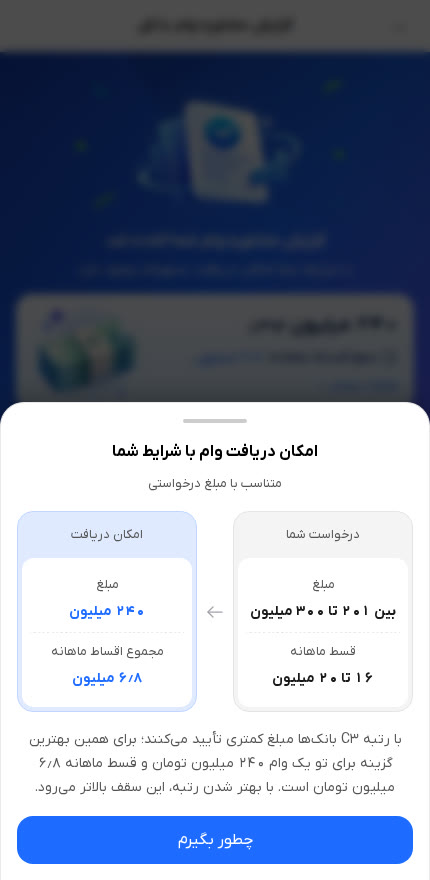 امکان دریافت وام با شرایط شما
متناسب با مبلغ درخواستی
درخواست شما
مبلغ
بین ۲۰۱ تا ۳۰۰ میلیون
قسط ماهانه
۱۶ تا ۲۰ میلیون
امکان دریافت
مبلغ
۲۴۰ میلیون
مجموع اقساط ماهانه
۶٫۸ میلیون
با رتبه C۳ بانک‌ها مبلغ کمتری تأیید می‌کنند؛ برای همین بهترین
گزینه برای تو یک وام ۲۴۰ میلیون تومان و قسط ماهانه ۶٫۸
میلیون تومان است. با بهتر شدن رتبه، این سقف بالاتر می‌رود.
چطور بگیرم